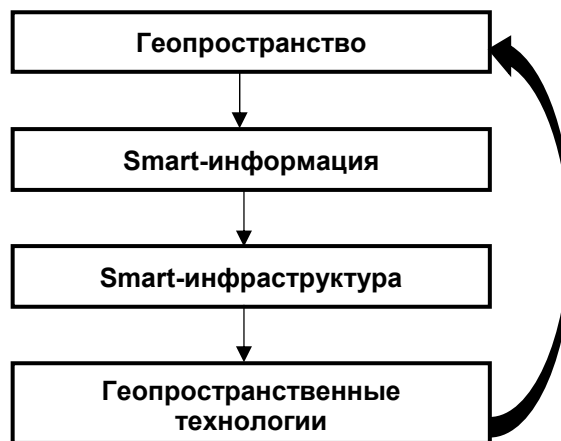 Геопространство
Smart-информация
Smart-инфраструктура
Геопространственные
технологии